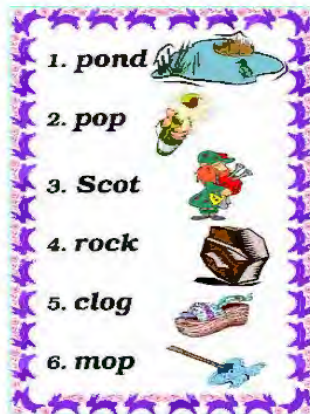 1. pond
2. pop
3. Scot
4. rock
5. clog
6. mop